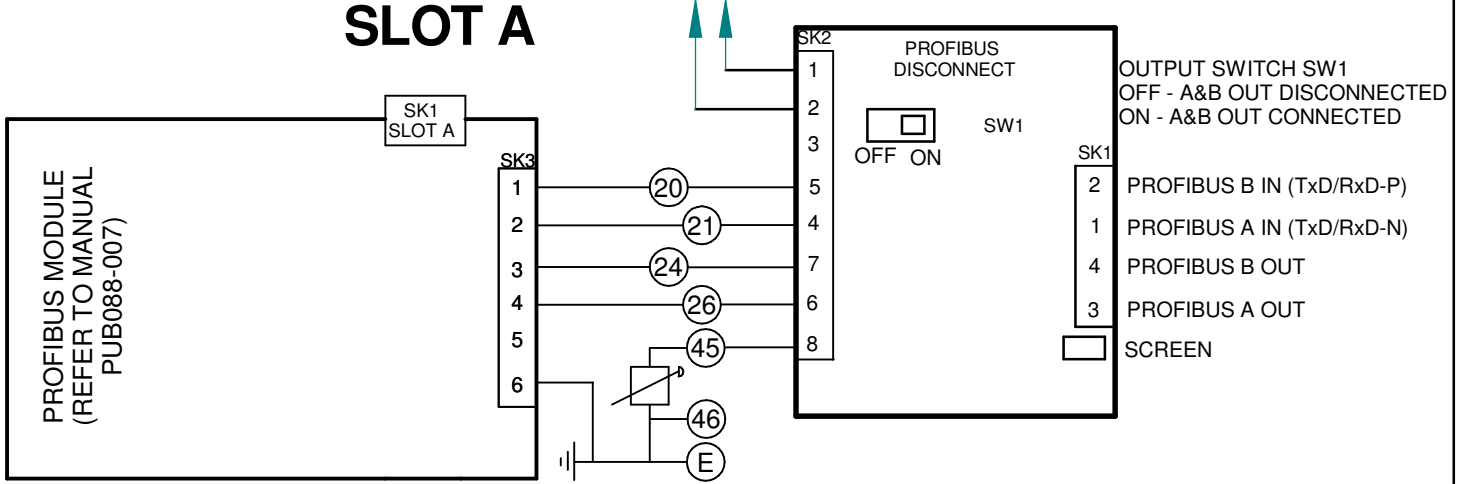 SLOT A
SK1
SLOT A
PROFIBUS MODULE
(REFER TO MANUAL
PUB088-007)
SK3
1
2
3
4
5
6
20
21
24
26
45
46
E
SK2
1
2
3
5
4
7
6
8
PROFIBUS
DISCONNECT
SW1
OFF ON
OUTPUT SWITCH SW1
OFF - A&B OUT DISCONNECTED
ON - A&B OUT CONNECTED
SK1
2 PROFIBUS B IN (TxD/RxD-P)
1 PROFIBUS A IN (TxD/RxD-N)
4 PROFIBUS B OUT
3 PROFIBUS A OUT
SCREEN